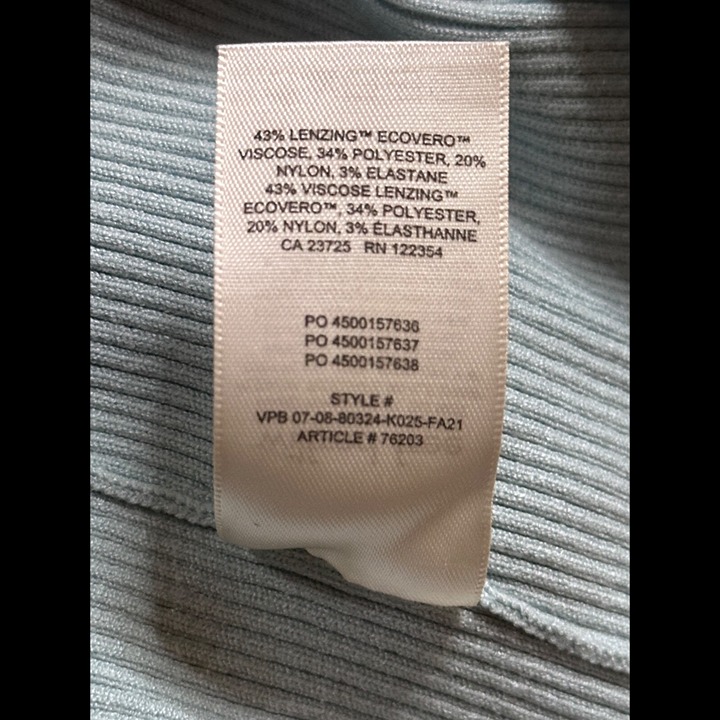 43% LENZING™ ECOVERO™
VISCOSE, 34% POLYESTER, 20%
NYLON, 3% ELASTANE
43% VISCOSE LENZING™
ECOVERO™, 34% POLYESTER,
20% NYLON, 3% ÉLASTHANNE
CA 23725 RN 122354
PO 4500157636
PO 4500157637
PO 4500157638
STYLE #
VPB 07-08-80324-K025-FA21
ARTICLE # 76203